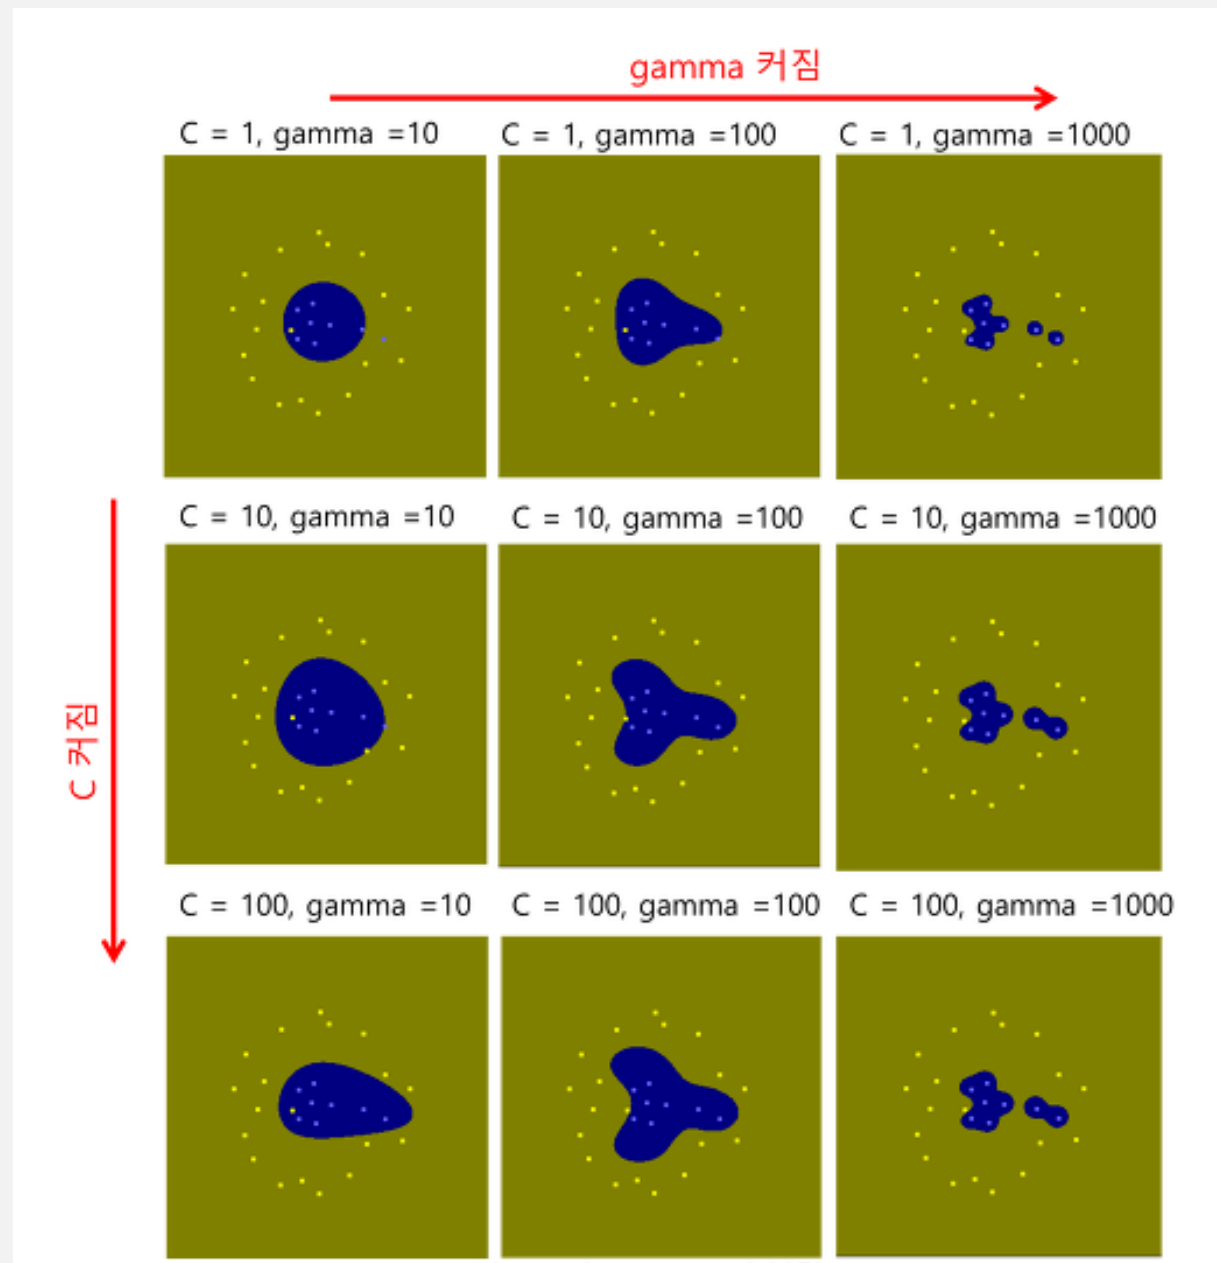 gamma 커짐
C = 1, gamma =10
C = 1, gamma =100
C = 1, gamma =1000
C = 10, gamma =10
C = 10, gamma =100
C = 10, gamma =1000
C 커짐
C = 100, gamma =10
C = 100, gamma =100
C = 100, gamma =1000